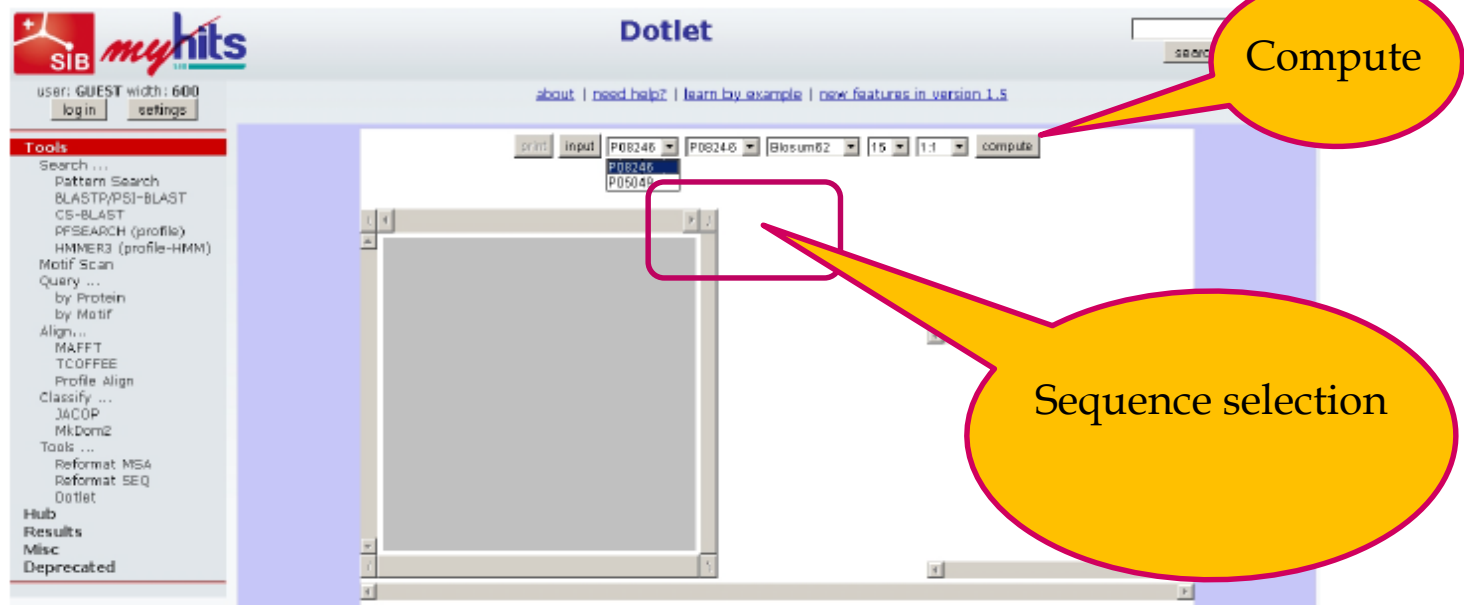 SIB myhits
Dotlet
Compute
user: GUEST width: 600
login settings
about | need help? | learn by example | new features in version 1.5
print input P08246 P08246 Blosum62 15 1:1 compute
P08246
P05049
Tools
Search ...
Pattern Search
BLASTP/PSI-BLAST
CS-BLAST
PFSEARCH (profile)
HMMER3 (profile-HMM)
Motif Scan
Query ...
by Protein
by Motif
Align...
MAFFT
TCOFFEE
Profile Align
Classify ...
JACOP
MkDom2
Tools ...
Reformat MSA
Reformat SEQ
Dotlet
Hub
Results
Misc
Deprecated
Sequence selection